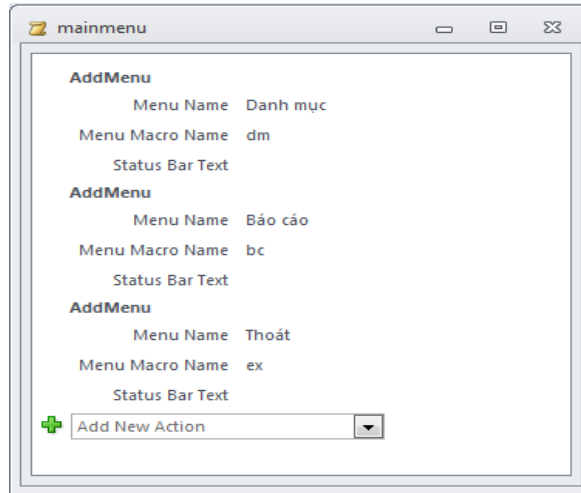 mainmenu
AddMenu
Menu Name Danh mục
Menu Macro Name dm
Status Bar Text
AddMenu
Menu Name Báo cáo
Menu Macro Name bc
Status Bar Text
AddMenu
Menu Name Thoát
Menu Macro Name ex
Status Bar Text
Add New Action